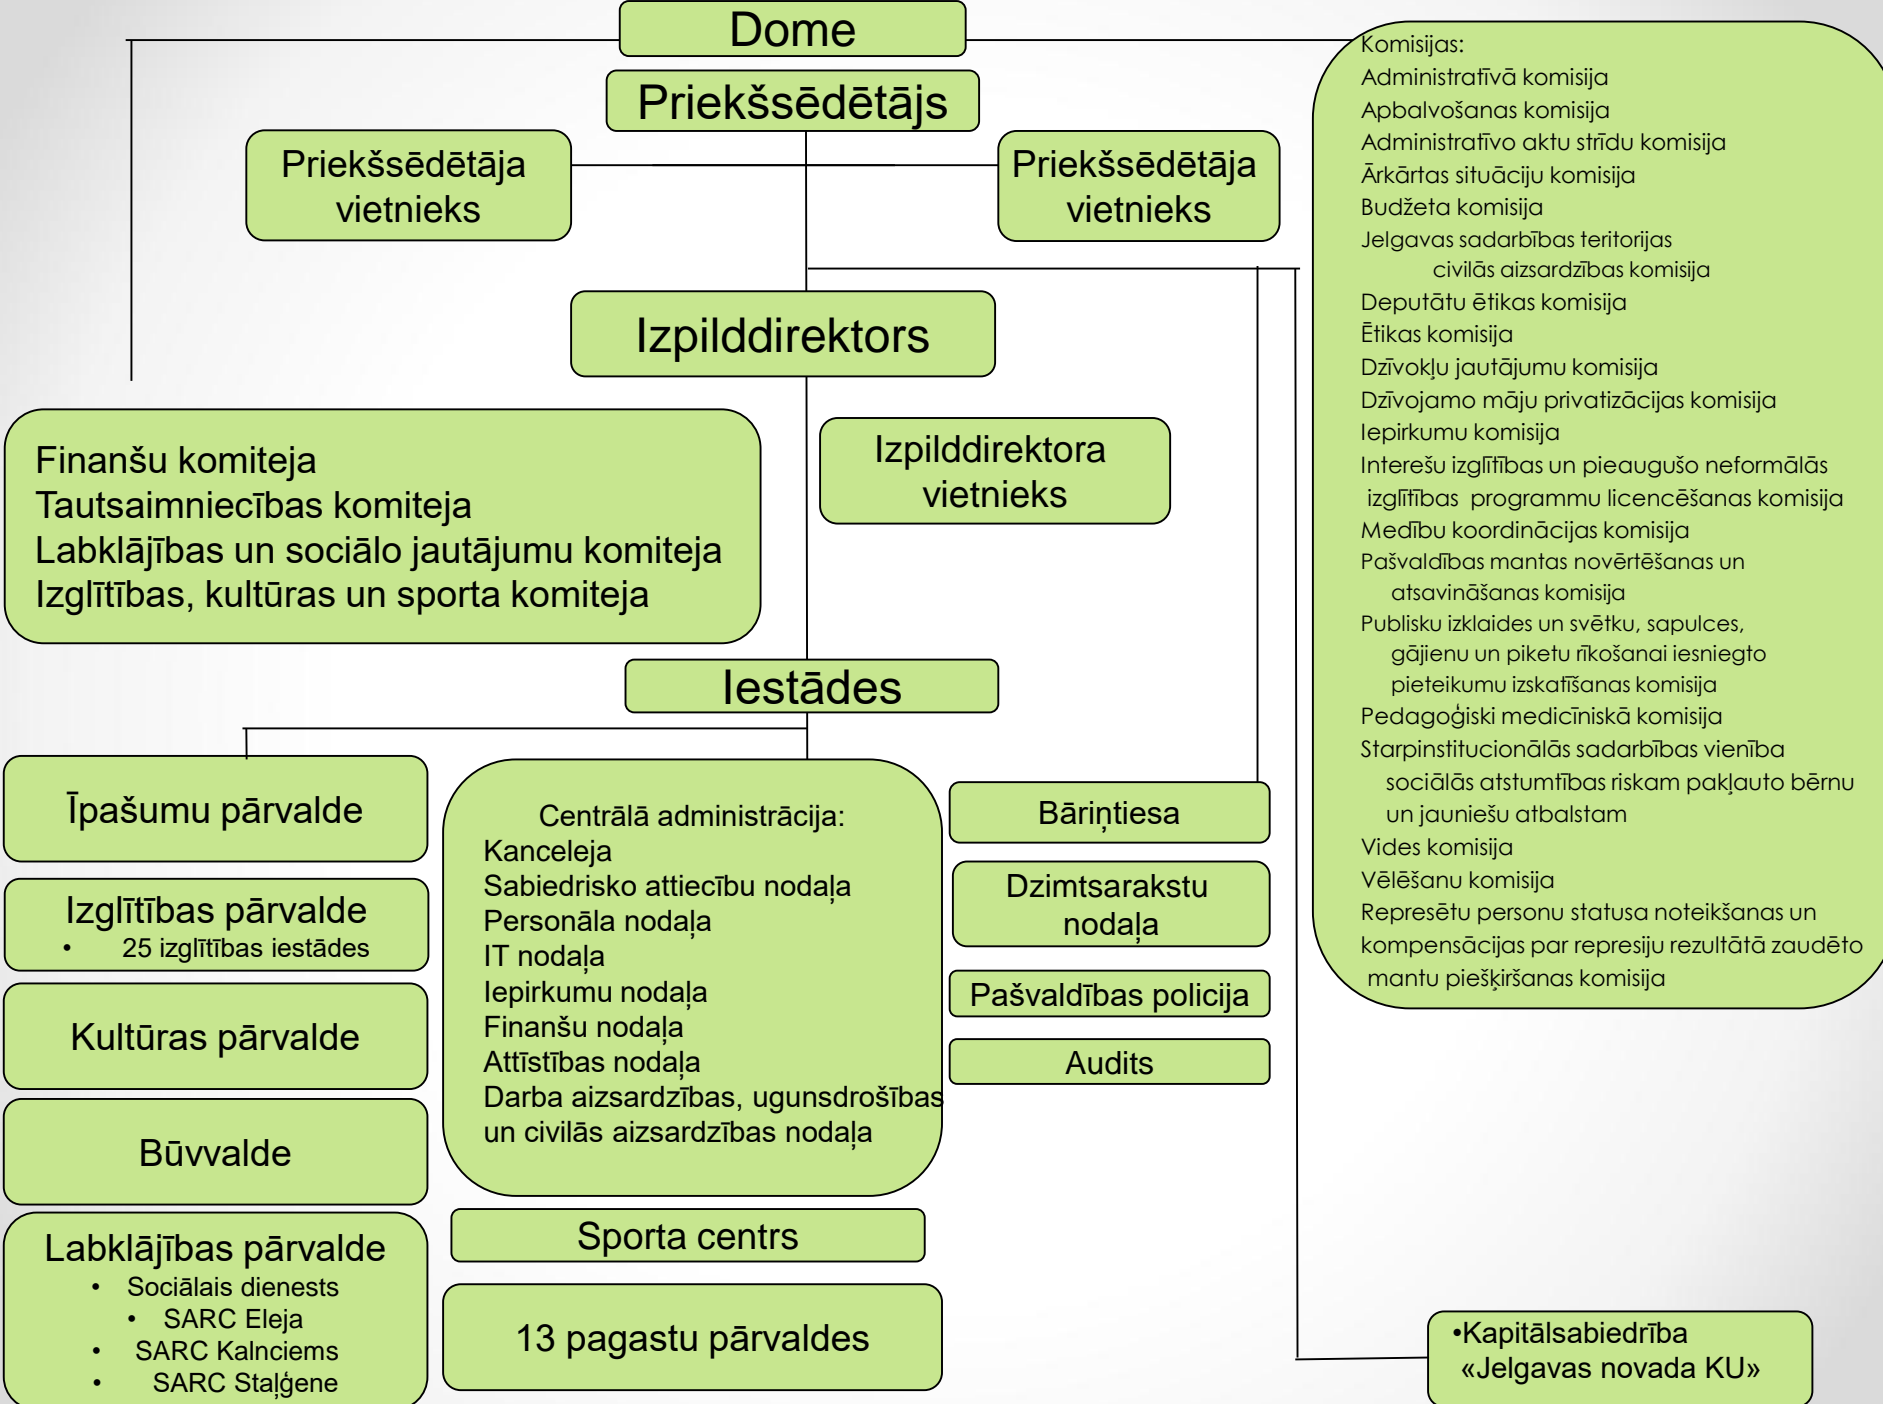 Dome
Priekšsēdētājs
Priekšsēdētāja
vietnieks
Priekšsēdētāja
vietnieks
Izpilddirektors
Izpilddirektora
vietnieks
Finanšu komiteja
Tautsaimniecības komiteja
Labklājības un sociālo jautājumu komiteja
Izglītības, kultūras un sporta komiteja
Iestādes
Īpašumu pārvalde
Izglītības pārvalde
• 25 izglītības iestādes
Kultūras pārvalde
Būvvalde
Labklājības pārvalde
• Sociālais dienests
• SARC Eleja
• SARC Kalnciems
• SARC Staļģene
Centrālā administrācija:
Kanceleja
Sabiedrisko attiecību nodaļa
Personāla nodaļa
IT nodaļa
Iepirkumu nodaļa
Finanšu nodaļa
Attīstības nodaļa
Darba aizsardzības, ugunsdrošības
un civilās aizsardzības nodaļa
Sporta centrs
13 pagastu pārvaldes
Bāriņtiesa
Dzimtsarakstu
nodaļa
Pašvaldības policija
Audits
Komisijas:
Administratīvā komisija
Apbalvošanas komisija
Administratīvo aktu strīdu komisija
Ārkārtas situāciju komisija
Budžeta komisija
Jelgavas sadarbības teritorijas
civilās aizsardzības komisija
Deputātu ētikas komisija
Ētikas komisija
Dzīvokļu jautājumu komisija
Dzīvojamo māju privatizācijas komisija
Iepirkumu komisija
Interešu izglītības un pieaugušo neformālās
izglītības programmu licencēšanas komisija
Medību koordinācijas komisija
Pašvaldības mantas novērtēšanas un
atsavināšanas komisija
Publisku izklaides un svētku, sapulces,
gājienu un piketu rīkošanai iesniegto
pieteikumu izskatīšanas komisija
Pedagoģiski medicīniskā komisija
Starpinstitucionālās sadarbības vienība
sociālās atstumtības riskam pakļauto bērnu
un jauniešu atbalstam
Vides komisija
Vēlēšanu komisija
Represētu personu statusa noteikšanas un
kompensācijas par represiju rezultātā zaudēto
mantu piešķiršanas komisija
•Kapitālsabiedrība
«Jelgavas novada KU»